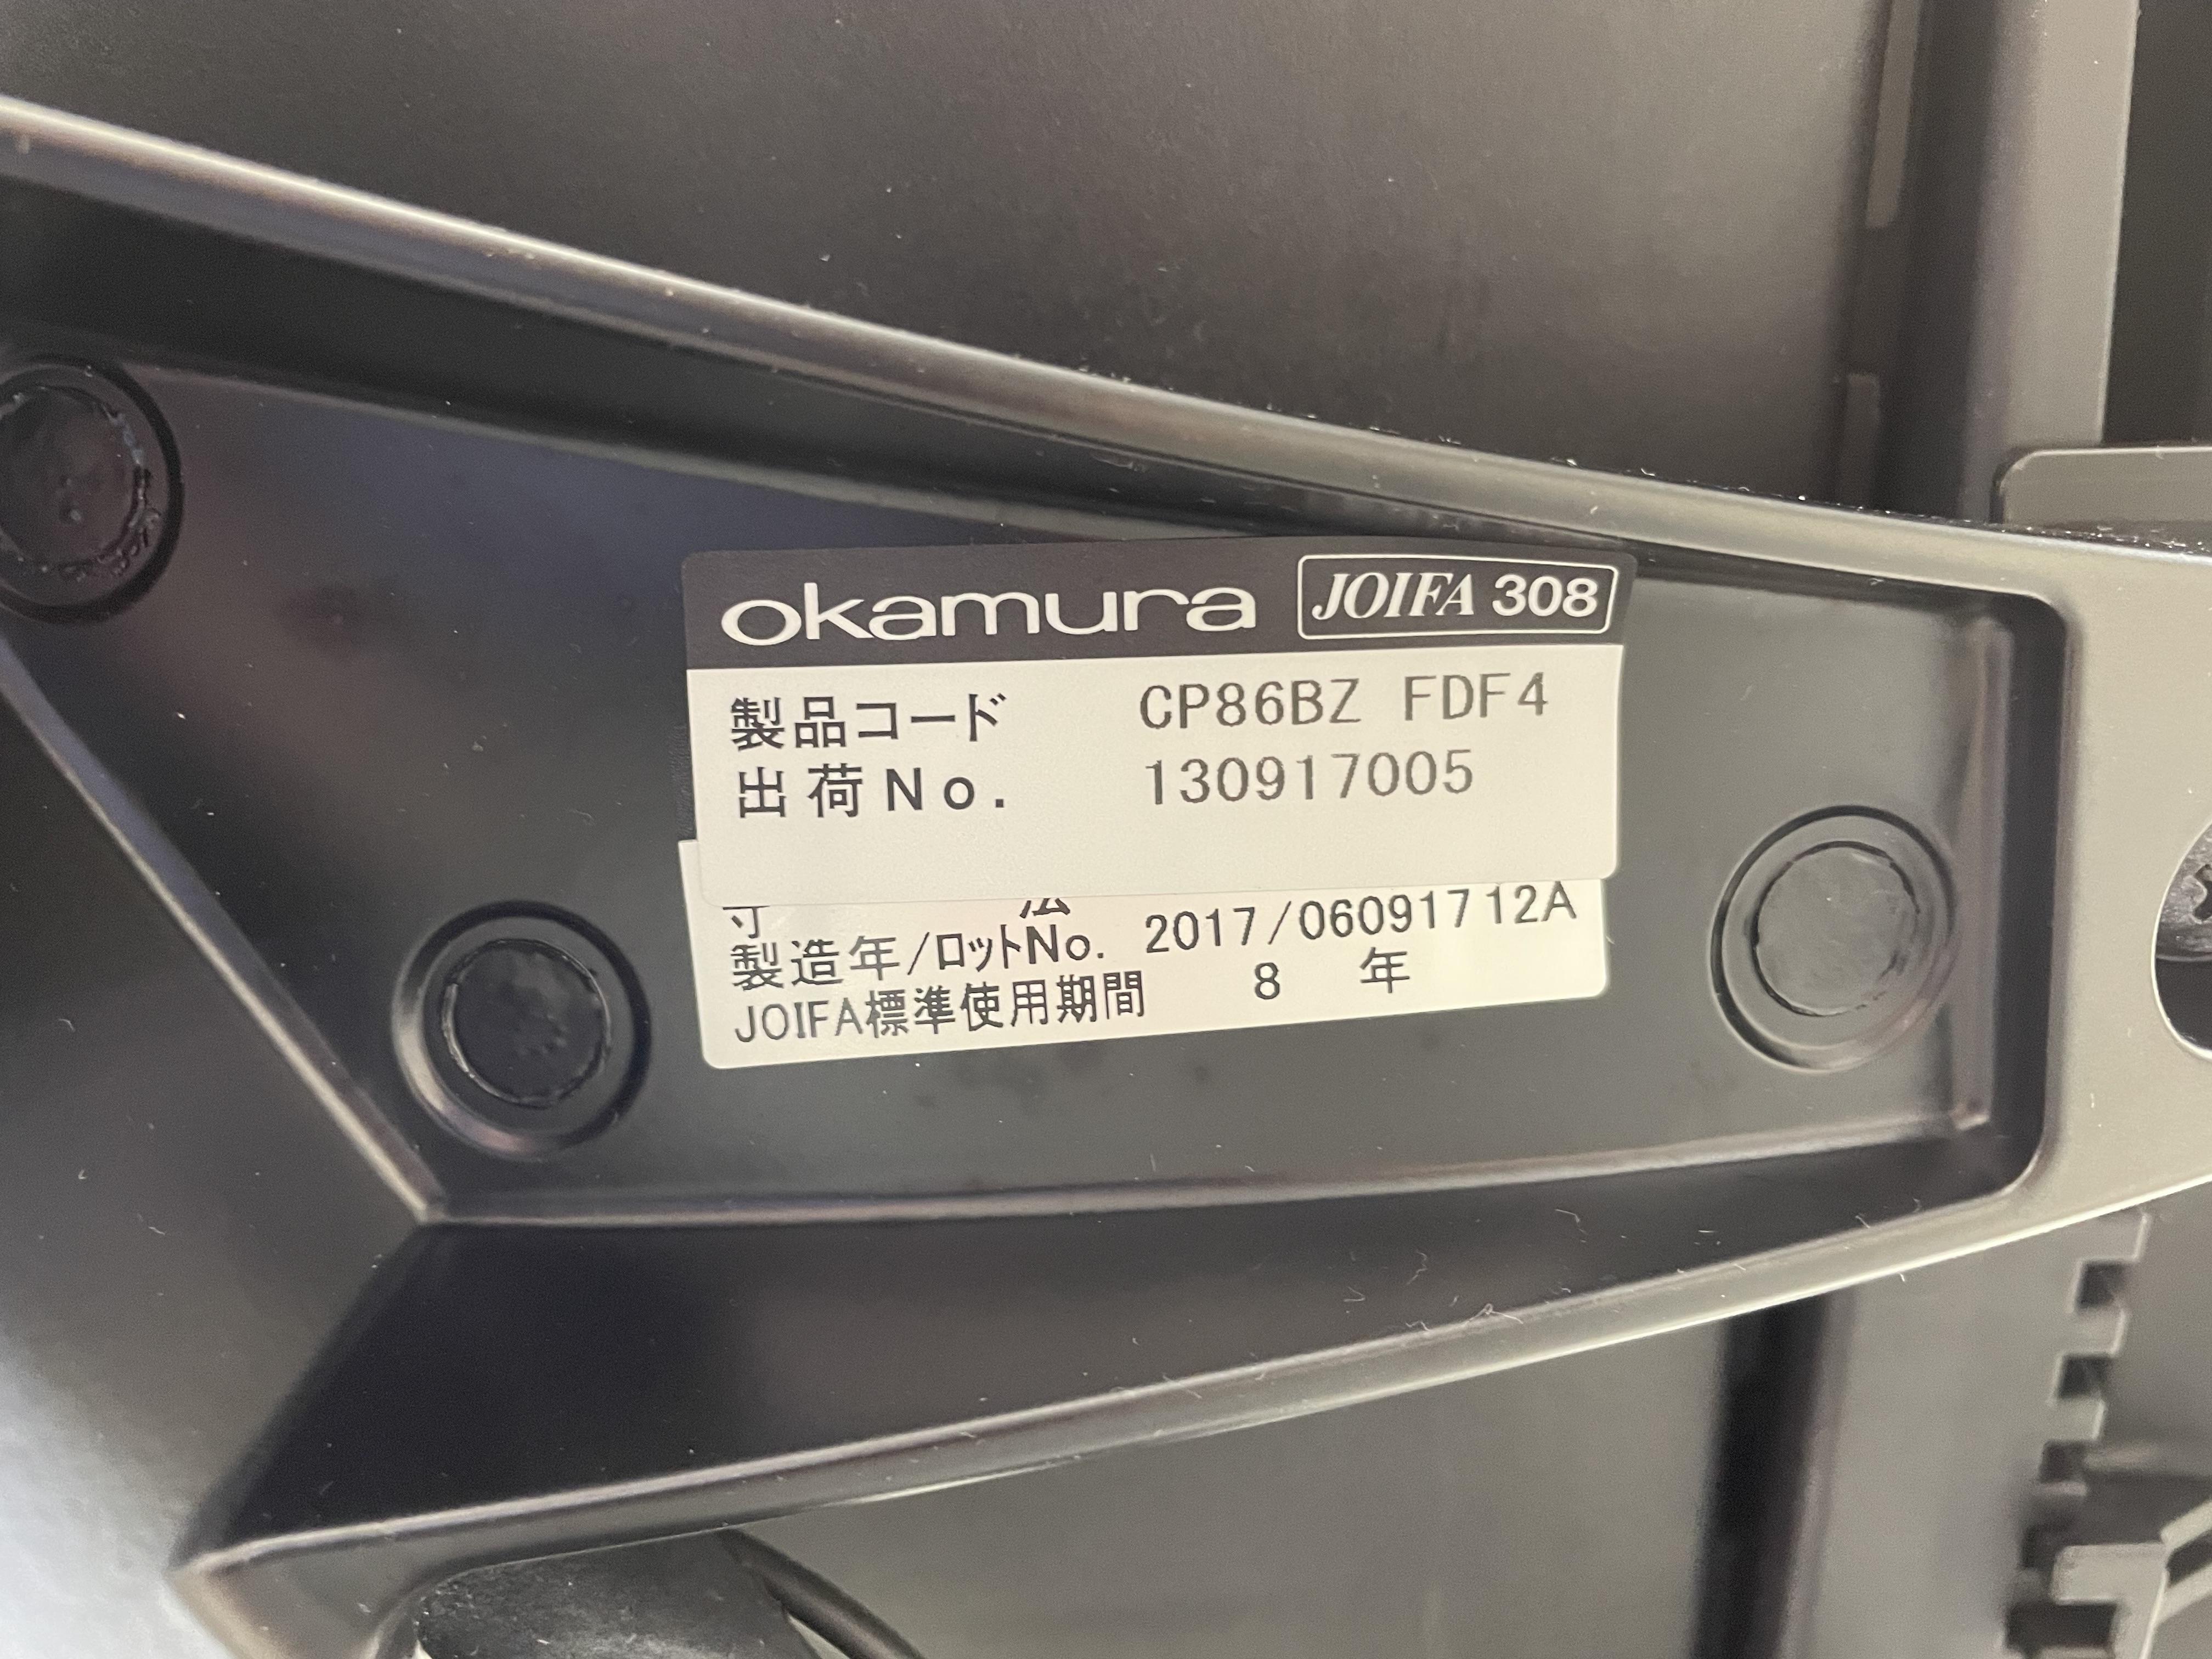 okamura JOIFA 308
製品コード CP86BZ FDF4
出荷No. 130917005
寸 法
製造年/ロットNo. 2017/06091712A
JOIFA標準使用期間 8 年